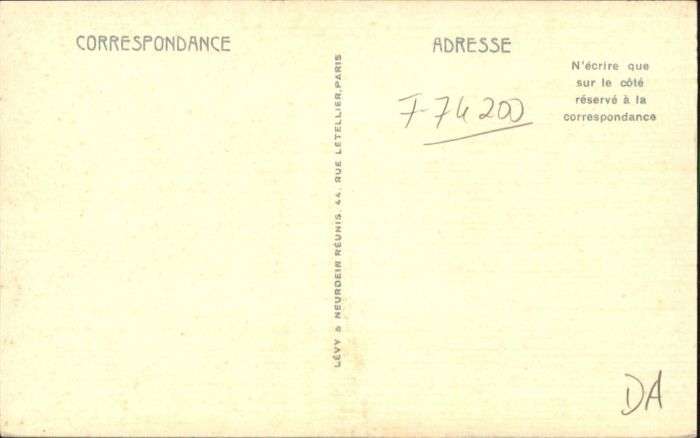 CORRESPONDANCE
LÉVY & NEURDEIN RÉUNIS, 44, RUE LETELLIER, PARIS
ADRESSE
N'écrire que
sur le côté
réservé à la
correspondance
F-74200
DA